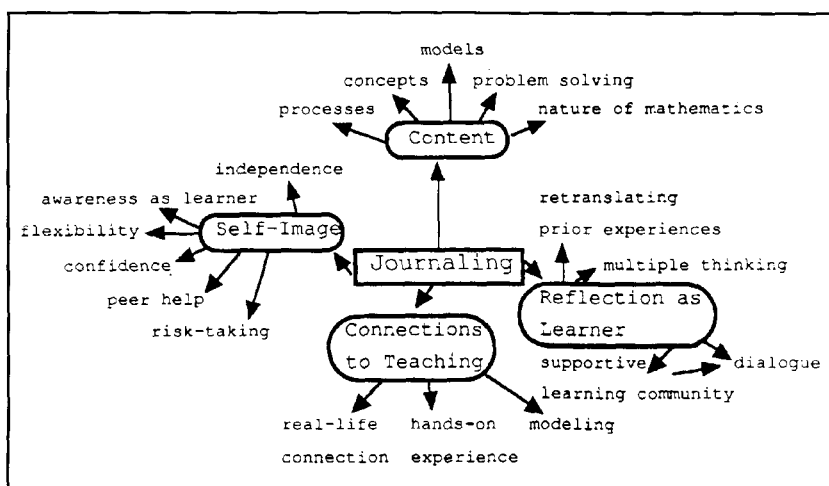 models
concepts problem solving
processes nature of mathematics
Content
independence
awareness as learner
flexibility
Self-Image
confidence
peer help
risk-taking
retranslating
prior experiences
Journaling
multiple thinking
Reflection as
Learner
Connections
to Teaching
supportive dialogue
learning community
real-life hands-on modeling
connection experience